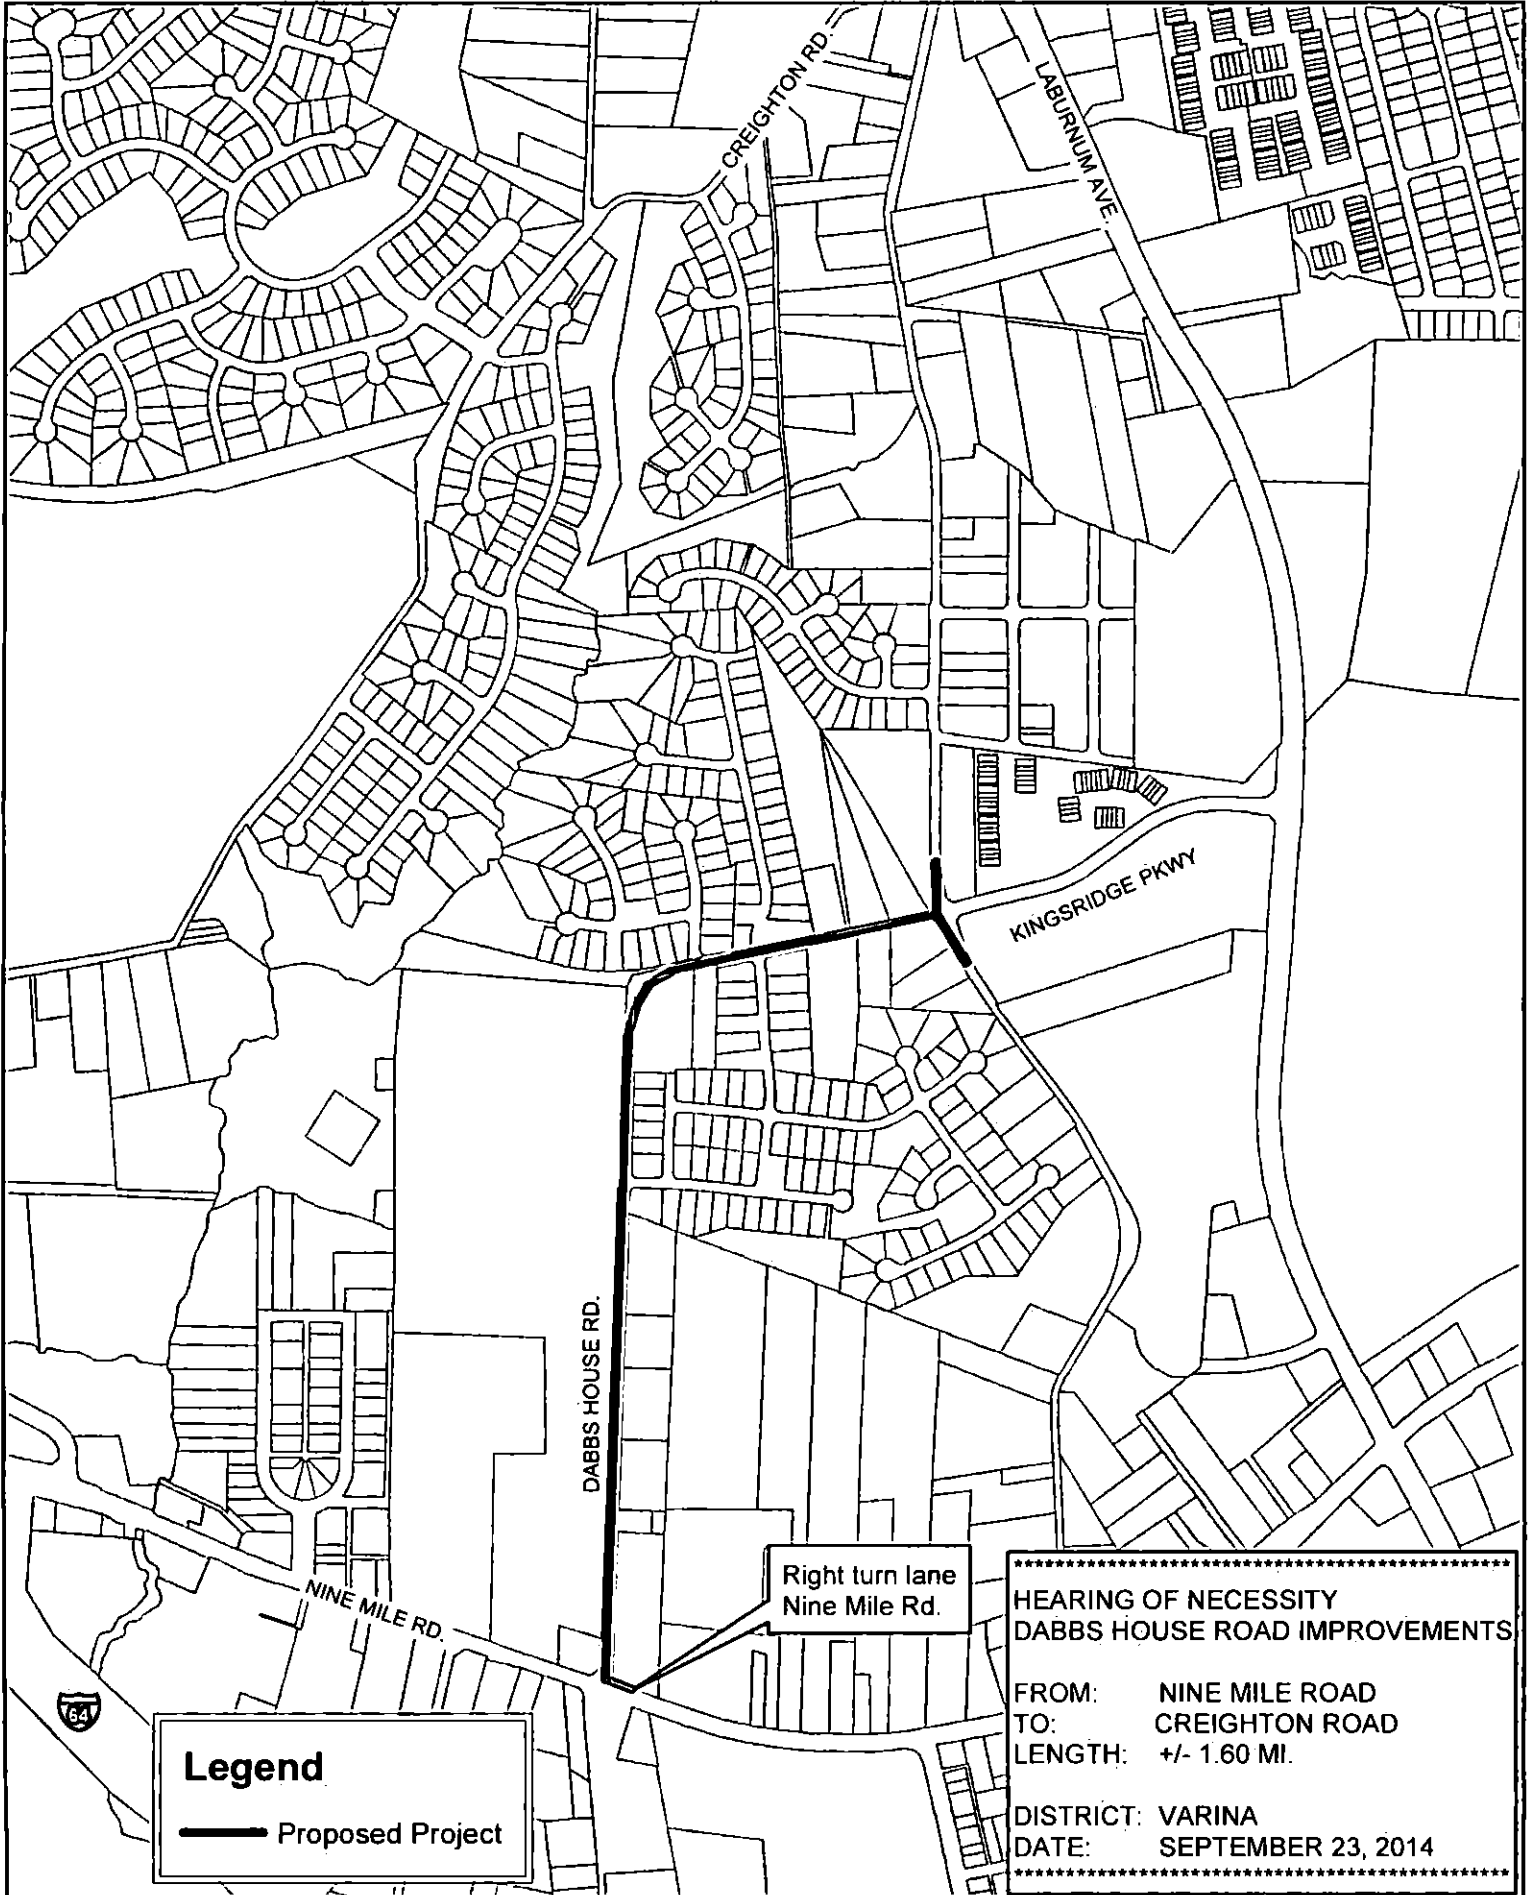 CREIGHTON RD.
LABURNUM AVE.
KINGSRIDGE PKWY
DABBS HOUSE RD.
Right turn lane
Nine Mile Rd.
NINE MILE RD.
64
Legend
Proposed Project
****************************************************
HEARING OF NECESSITY
DABBS HOUSE ROAD IMPROVEMENTS
FROM: NINE MILE ROAD
TO: CREIGHTON ROAD
LENGTH: +/- 1.60 MI.
DISTRICT: VARINA
DATE: SEPTEMBER 23, 2014
****************************************************